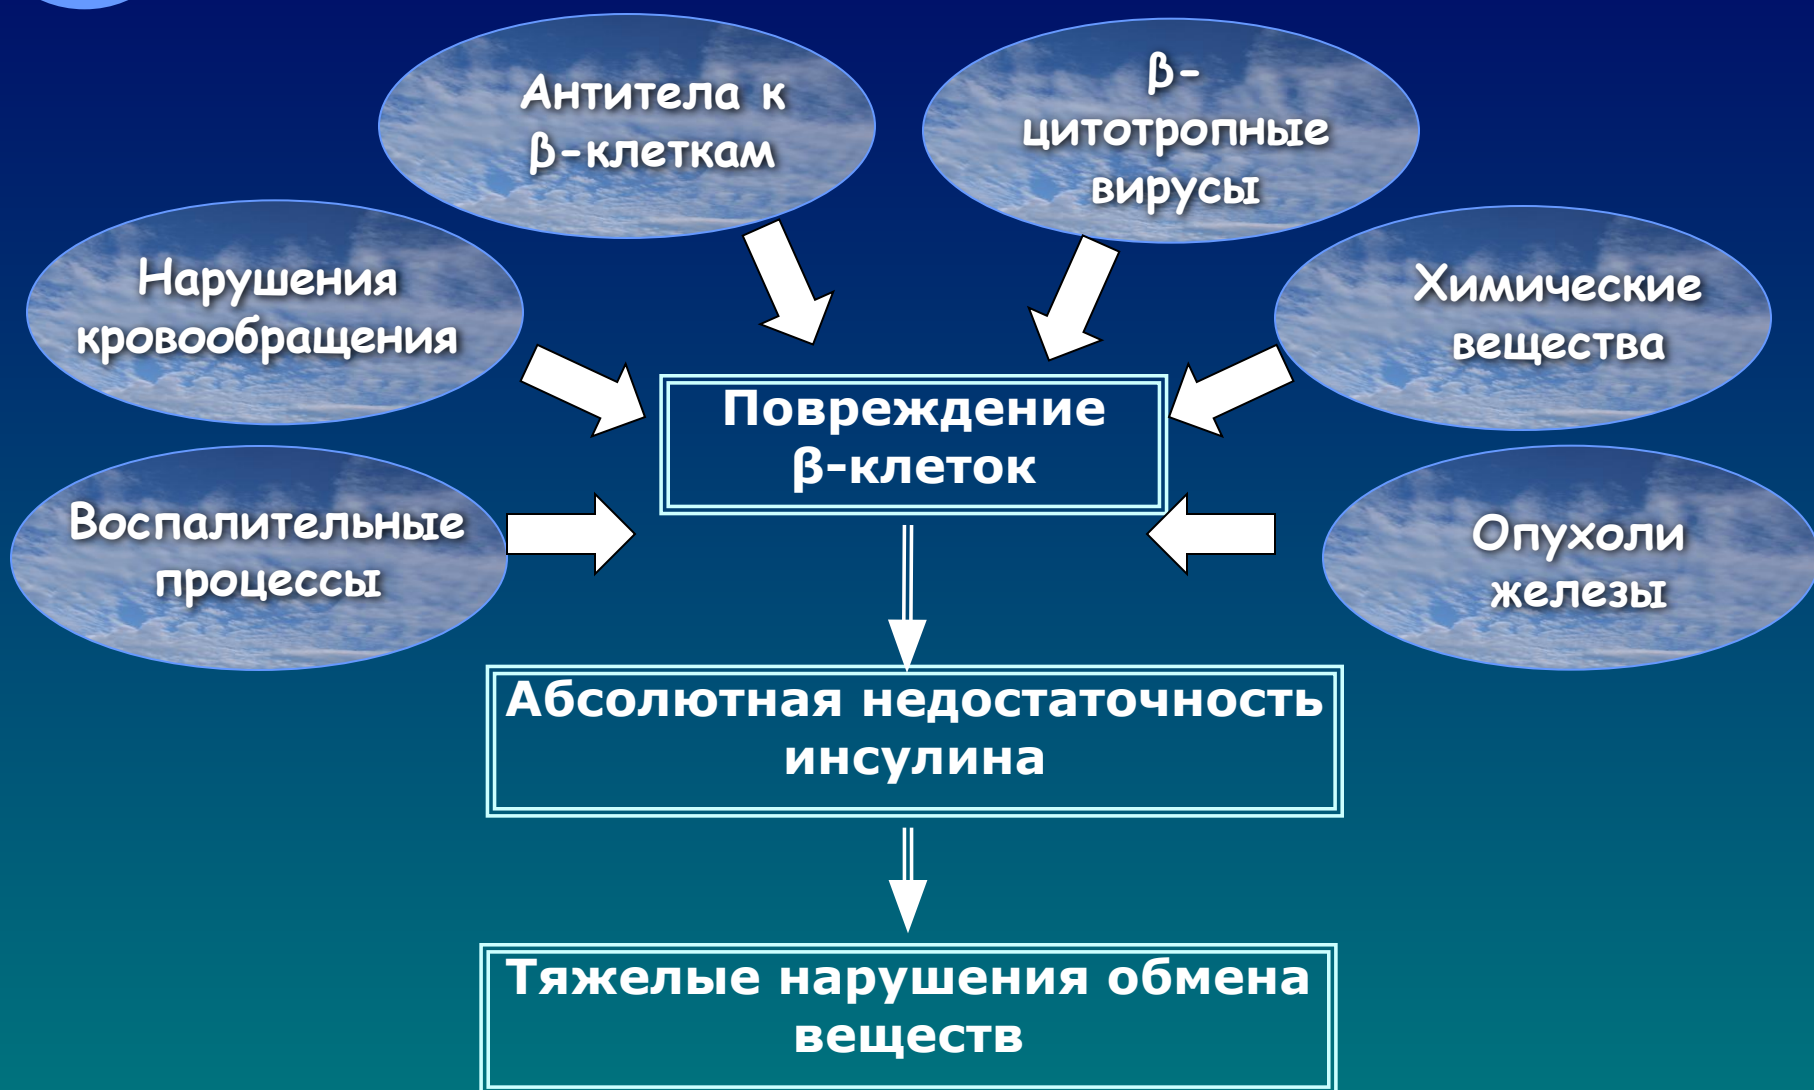 Антитела к
β-клеткам
β-
цитотропные
вирусы
Нарушения
кровообращения
Химические
вещества
Повреждение
β-клеток
Воспалительные
процессы
Опухоли
железы
Абсолютная недостаточность
инсулина
Тяжелые нарушения обмена
веществ